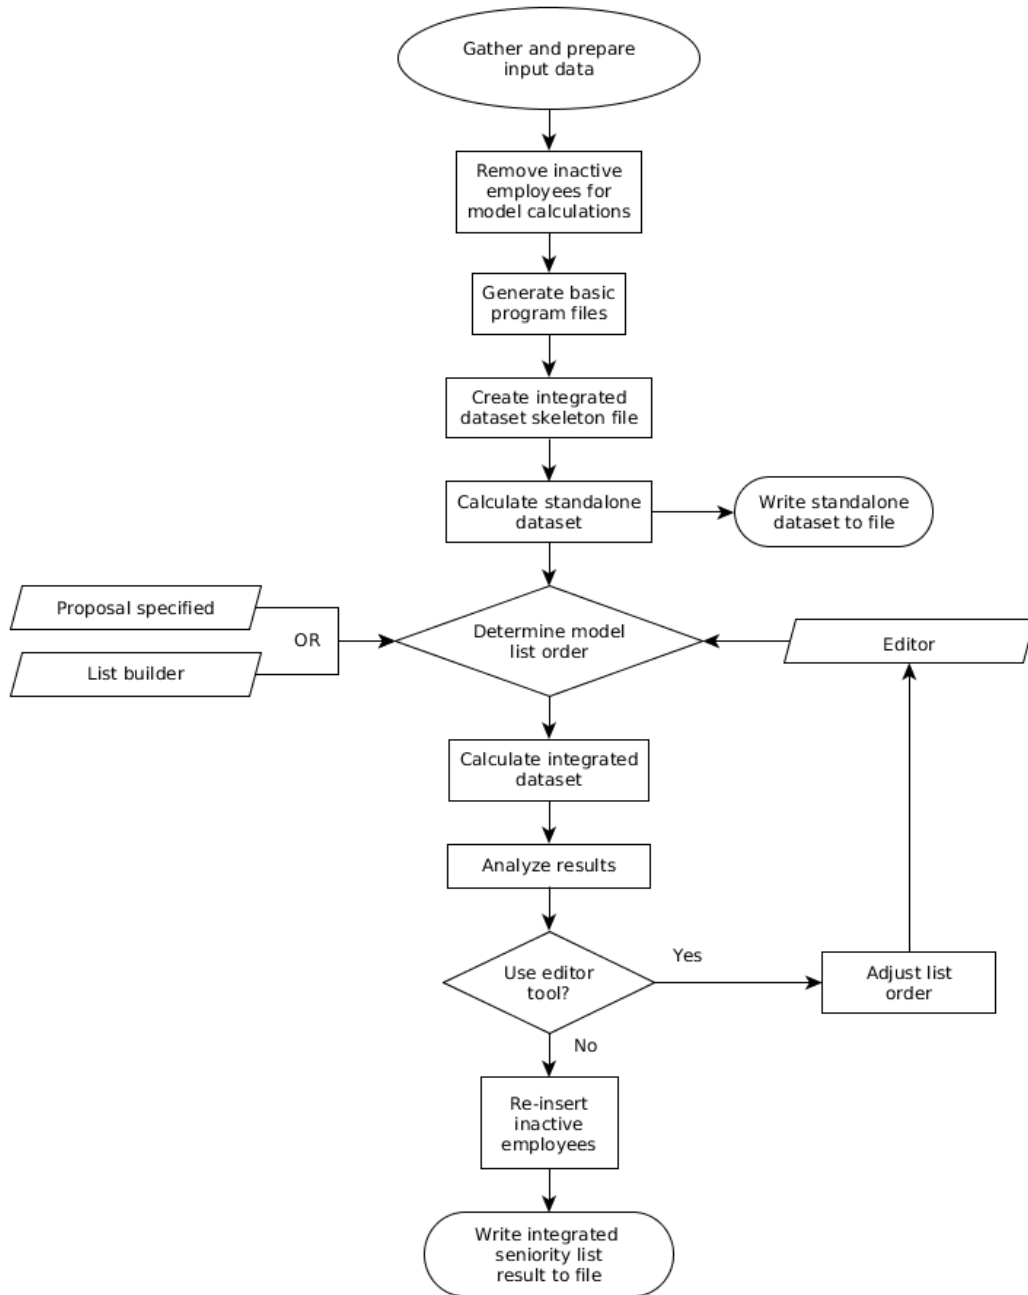 Gather and prepare
input data
Remove inactive
employees for
model calculations
Generate basic
program files
Create integrated
dataset skeleton file
Calculate standalone
dataset
Write standalone
dataset to file
Proposal specified
OR
List builder
Determine model
list order
Editor
Calculate integrated
dataset
Analyze results
Use editor
tool?
Yes
Adjust list
order
No
Re-insert
inactive
employees
Write integrated
seniority list
result to file